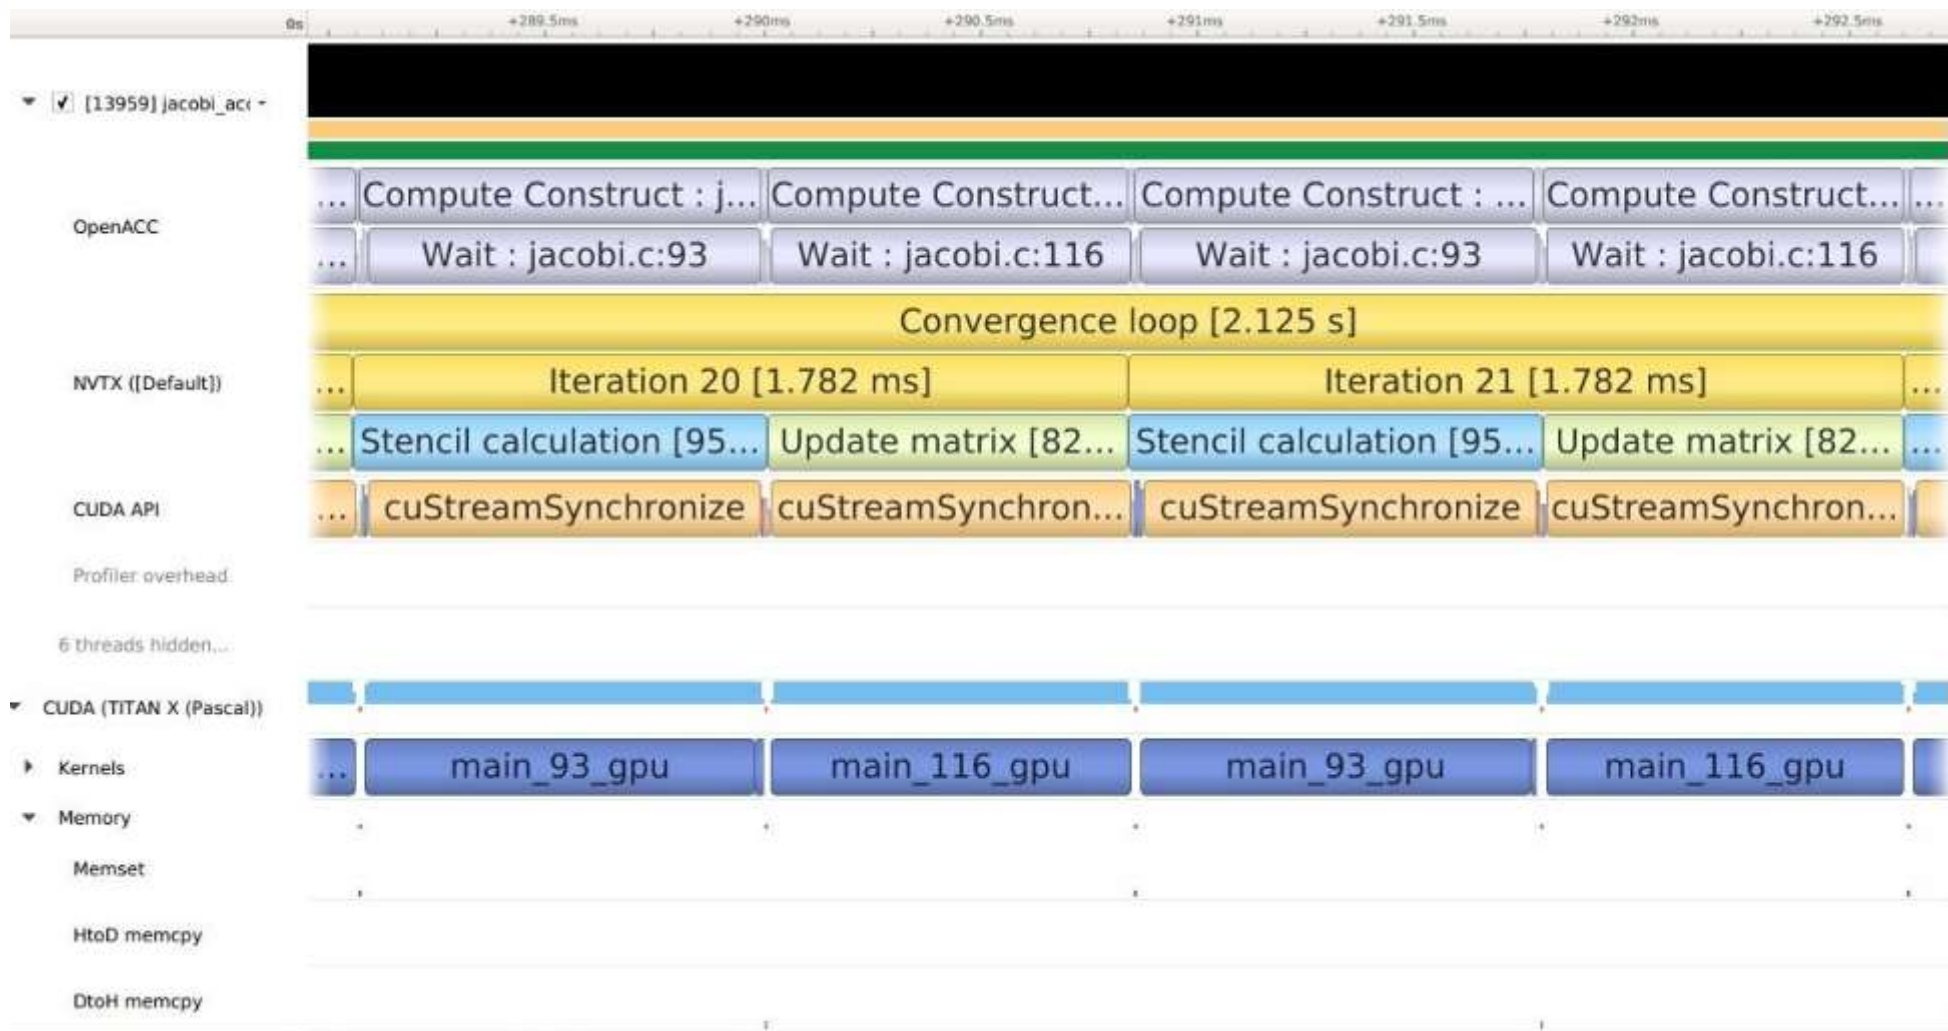 0s +289.5ms +290ms +290.5ms +291ms +291.5ms +292ms +292.5ms
[13959] jacobi_acc
OpenACC
... Compute Construct : j... Compute Construct... Compute Construct : ... Compute Construct... ...
... Wait : jacobi.c:93 Wait : jacobi.c:116 Wait : jacobi.c:93 Wait : jacobi.c:116
Convergence loop [2.125 s]
NVTX ([Default])
... Iteration 20 [1.782 ms] Iteration 21 [1.782 ms] ...
... Stencil calculation [95... Update matrix [82... Stencil calculation [95... Update matrix [82... ...
CUDA API
... cuStreamSynchronize cuStreamSynchron... cuStreamSynchronize cuStreamSynchron...
Profiler overhead
6 threads hidden...
CUDA (TITAN X (Pascal))
Kernels
... main_93_gpu main_116_gpu main_93_gpu main_116_gpu
Memory
Memset
HtoD memcpy
DtoH memcpy